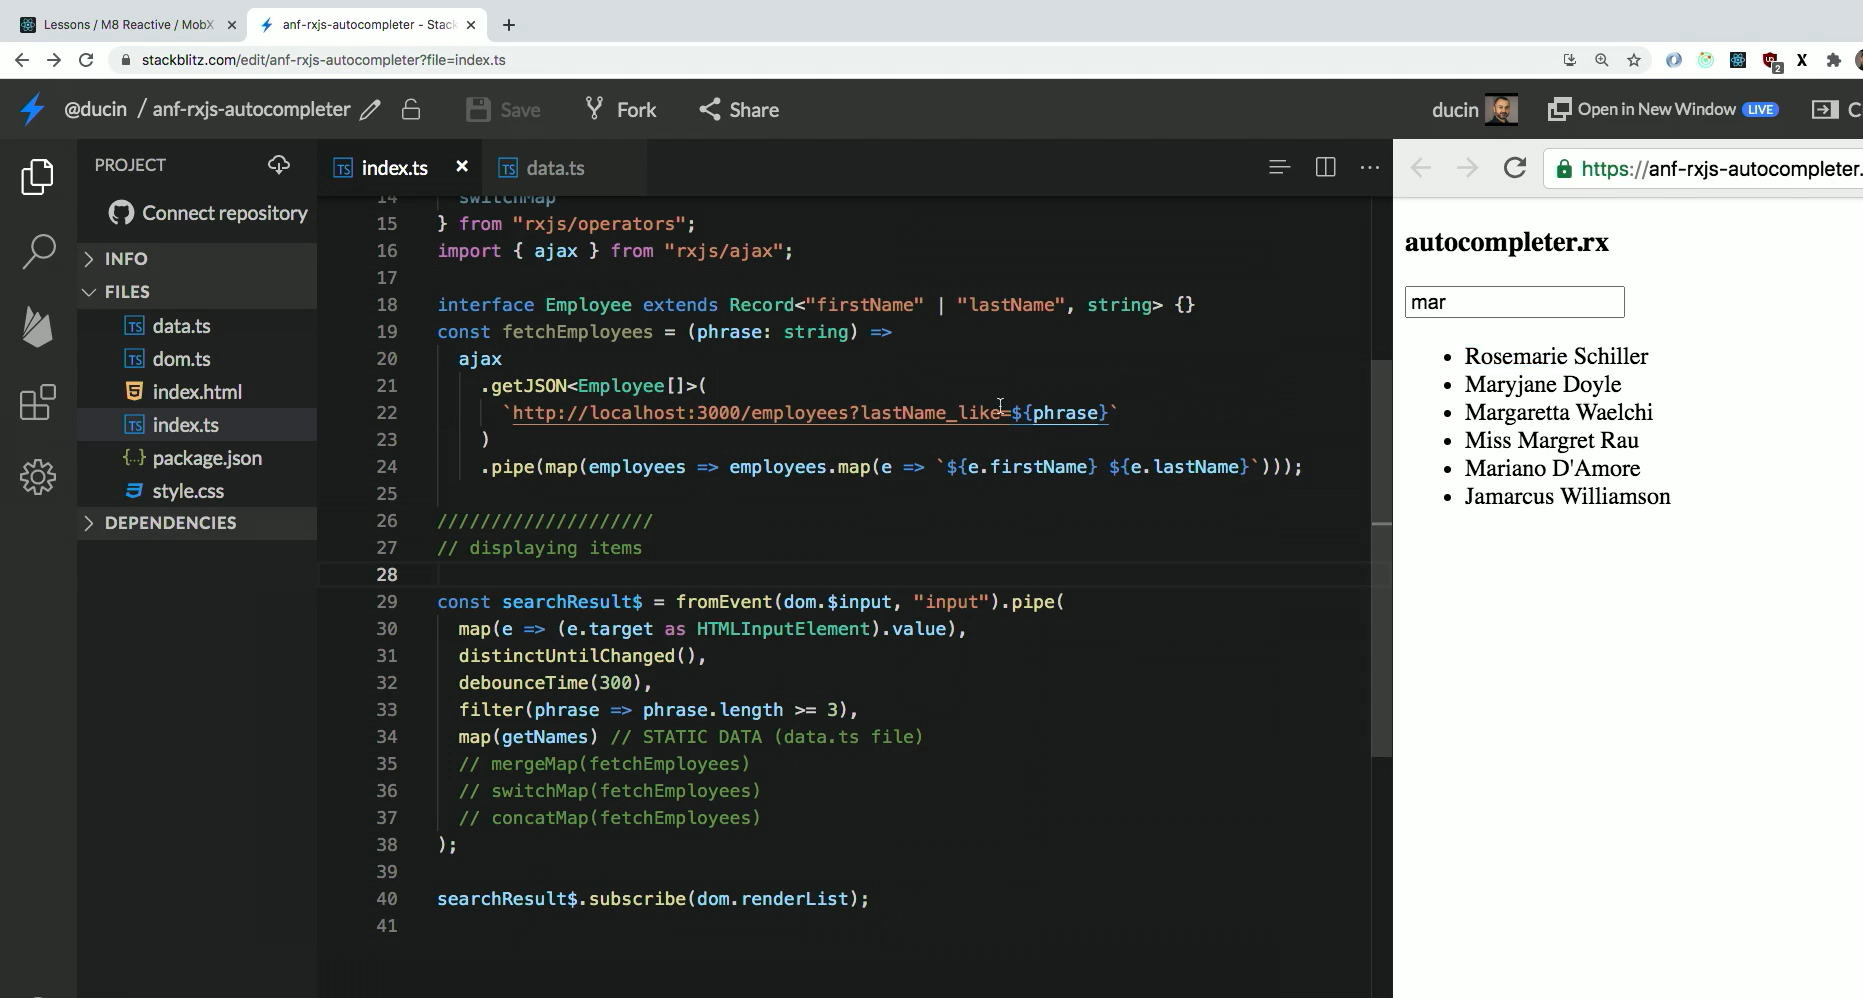 Lessons / M8 Reactive / MobX
anf-rxjs-autocompleter - Stack
stackblitz.com/edit/anf-rxjs-autocompleter?file=index.ts
2
X
@ducin / anf-rxjs-autocompleter
Save
Fork
Share
ducin
Open in New Window LIVE
C
PROJECT
Connect repository
INFO
FILES
TS data.ts
TS dom.ts
index.html
TS index.ts
{..} package.json
style.css
DEPENDENCIES
TS index.ts
TS data.ts
14 switchMap
15 } from "rxjs/operators";
16 import { ajax } from "rxjs/ajax";
17
18 interface Employee extends Record<"firstName" | "lastName", string> {}
19 const fetchEmployees = (phrase: string) =>
20 ajax
21 .getJSON<Employee[]>(
22 `http://localhost:3000/employees?lastName_like=${phrase}`
23 )
24 .pipe(map(employees => employees.map(e => `${e.firstName} ${e.lastName}`)));
25
26 ////////////////////
27 // displaying items
28
29 const searchResult$ = fromEvent(dom.$input, "input").pipe(
30 map(e => (e.target as HTMLInputElement).value),
31 distinctUntilChanged(),
32 debounceTime(300),
33 filter(phrase => phrase.length >= 3),
34 map(getNames) // STATIC DATA (data.ts file)
35 // mergeMap(fetchEmployees)
36 // switchMap(fetchEmployees)
37 // concatMap(fetchEmployees)
38 );
39
40 searchResult$.subscribe(dom.renderList);
41
https://anf-rxjs-autocompleter.
autocompleter.rx
mar
• Rosemarie Schiller
• Maryjane Doyle
• Margaretta Waelchi
• Miss Margret Rau
• Mariano D'Amore
• Jamarcus Williamson